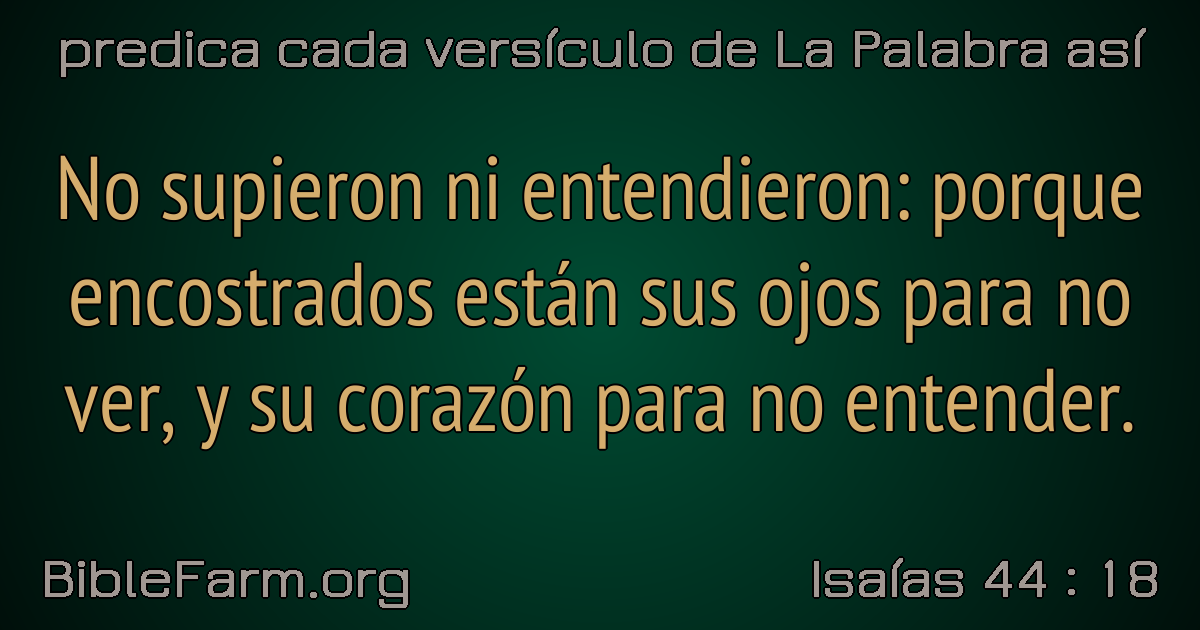 predica cada versículo de La Palabra así
No supieron ni entendieron: porque
encostrados están sus ojos para no
ver, y su corazón para no entender.
BibleFarm.org
Isaías 44 : 18